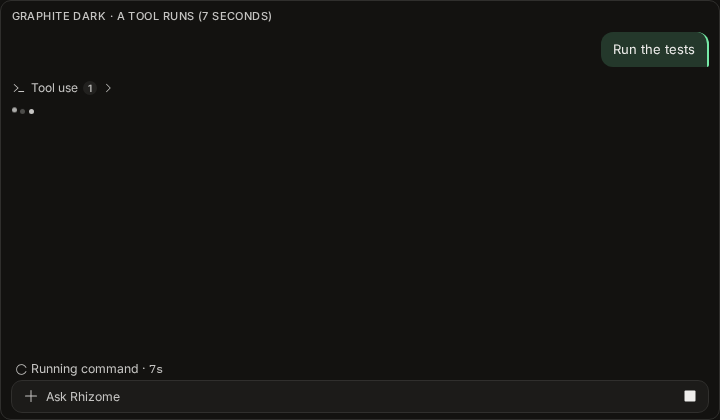 GRAPHITE DARK · A TOOL RUNS (7 SECONDS)
Run the tests
Tool use 1
Running command · 7s
Ask Rhizome